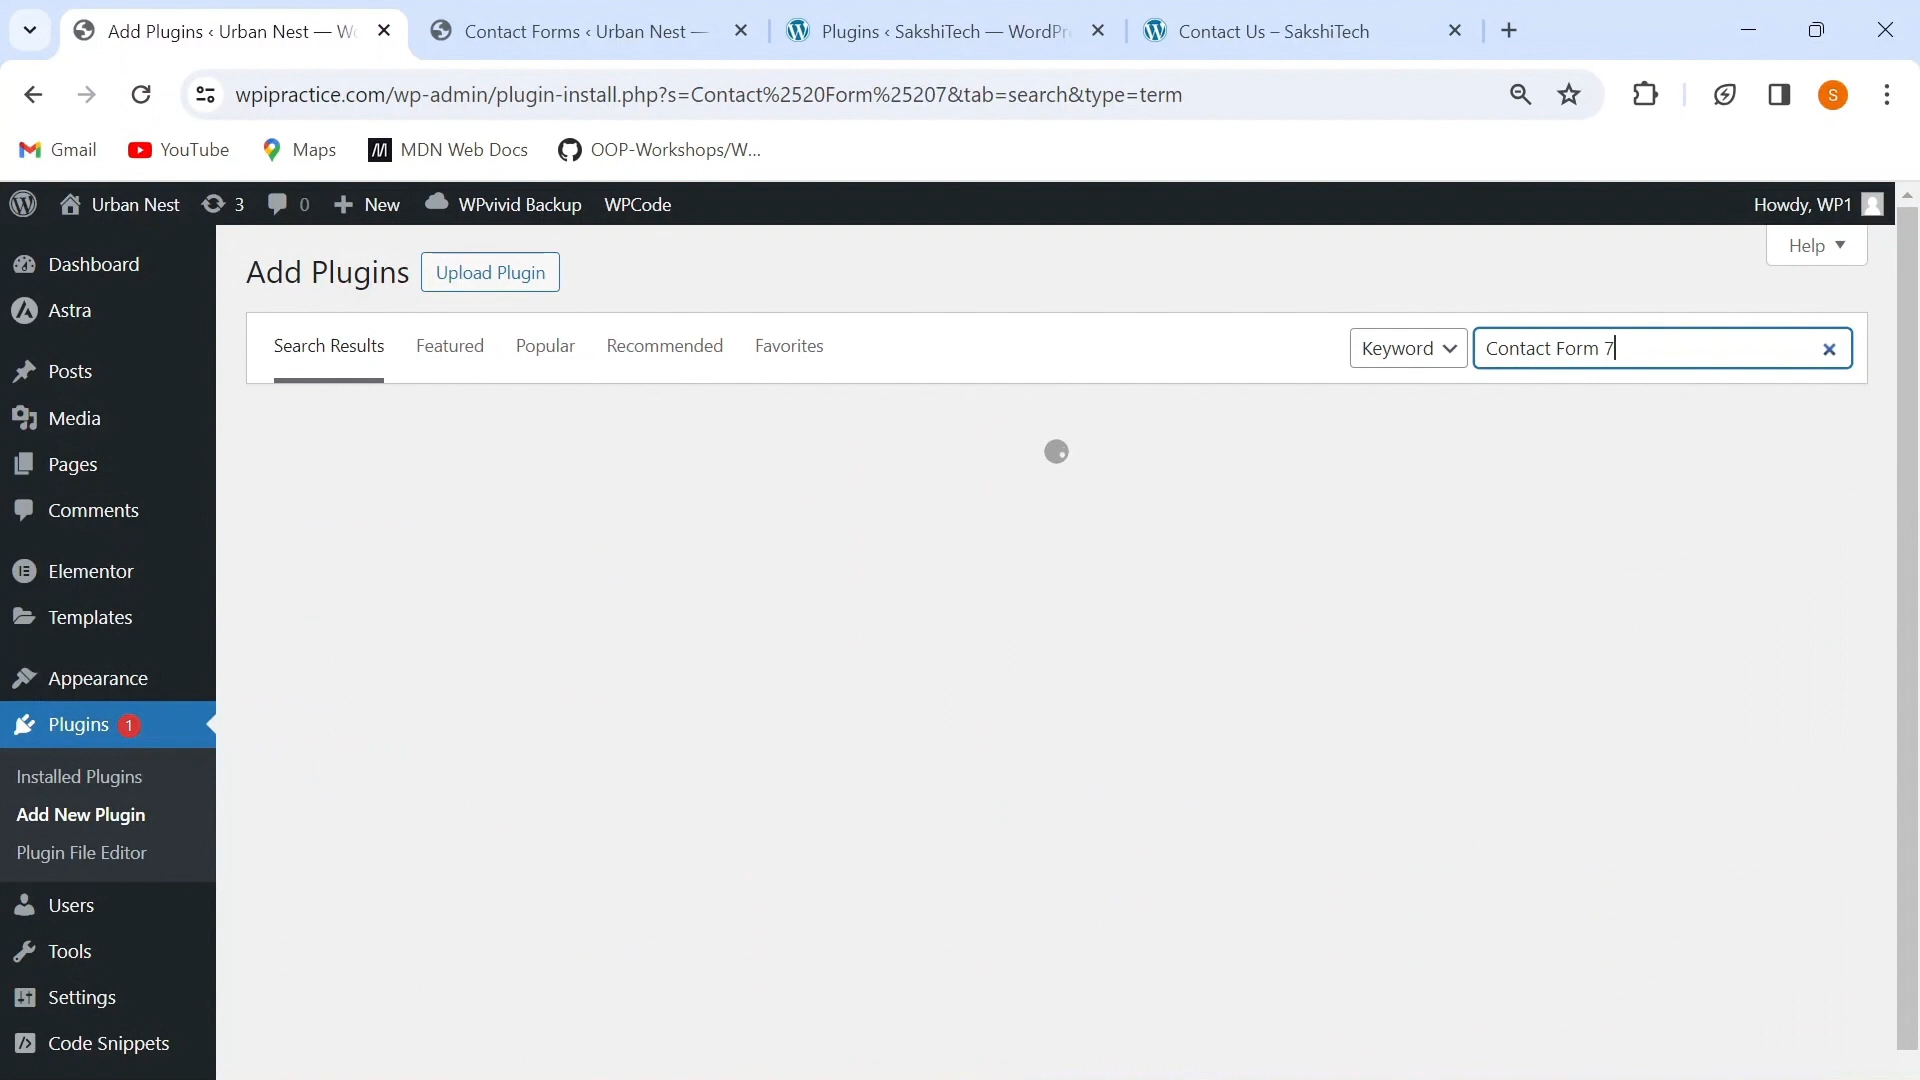 Add Plugins ‹ Urban Nest — Wo
Contact Forms ‹ Urban Nest —
Plugins ‹ SakshiTech — WordPr
Contact Us – SakshiTech
wpipractice.com/wp-admin/plugin-install.php?s=Contact%2520Form%25207&tab=search&type=term
S
Gmail
YouTube
Maps
MDN Web Docs
OOP-Workshops/W...
Urban Nest
3
0
New
WPvivid Backup
WPCode
Howdy, WP1
Help
Dashboard
Astra
Posts
Media
Pages
Comments
Elementor
Templates
Appearance
Plugins 1
Installed Plugins
Add New Plugin
Plugin File Editor
Users
Tools
Settings
Code Snippets
Add Plugins
Upload Plugin
Search Results
Featured
Popular
Recommended
Favorites
Keyword
Contact Form 7